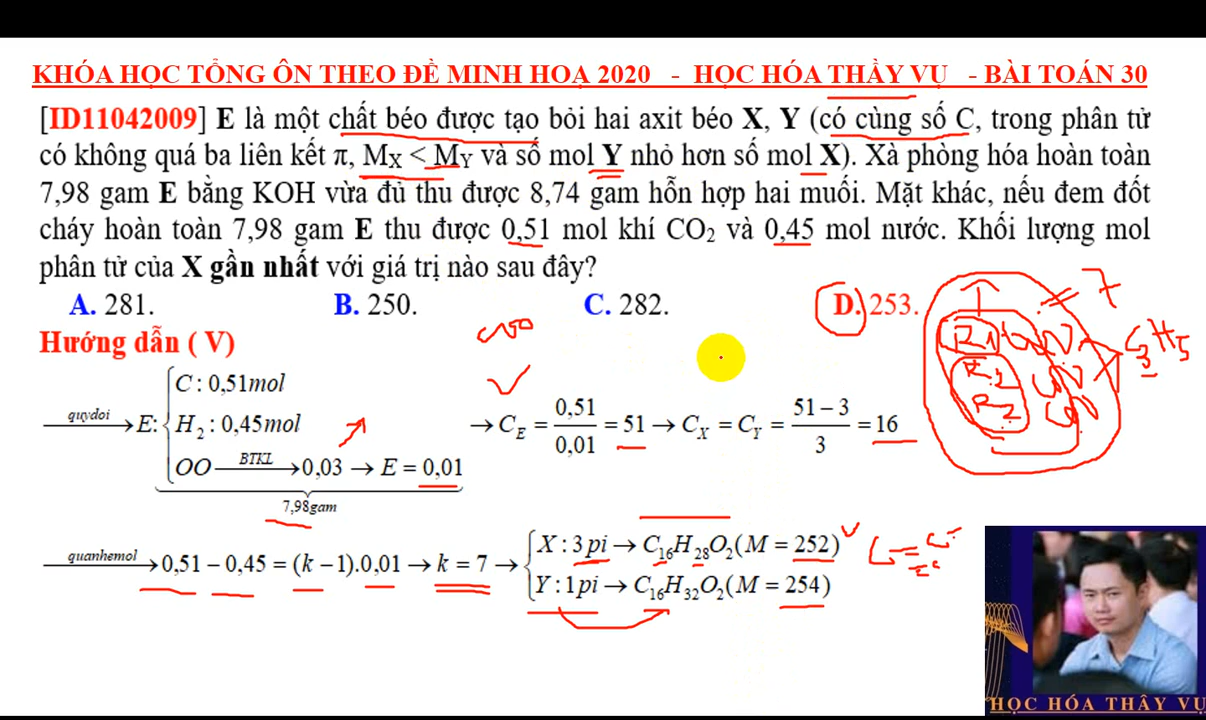 KHÓA HỌC TỔNG ÔN THEO ĐỀ MINH HOẠ 2020 - HỌC HÓA THẦY VỤ - BÀI TOÁN 30
[ID11042009] E là một chất béo được tạo bỏi hai axit béo X, Y (có cùng số C, trong phân tử
có không quá ba liên kết π, Mx < MY và số mol Y nhỏ hơn số mol X). Xà phòng hóa hoàn toàn
7,98 gam E bằng KOH vừa đủ thu được 8,74 gam hỗn hợp hai muối. Mặt khác, nếu đem đốt
cháy hoàn toàn 7,98 gam E thu được 0,51 mol khí CO2 và 0,45 mol nước. Khối lượng mol
phân tử của X gần nhất với giá trị nào sau đây?
A. 281. B. 250. C. 282. D. 253.
Hướng dẫn ( V)
quydoi → E: { C : 0,51mol
H2 : 0,45mol
OO BTKL → 0,03 → E = 0,01
7,98gam
→ CE = 0,51/0,01 = 51 → CX = CY = (51 − 3)/3 = 16
quanhemol → 0,51 − 0,45 = (k − 1).0,01 → k = 7 → { X : 3pi → C16H28O2 (M = 252)
Y : 1pi → C16H32O2 (M = 254)
7
R1
R2
C3H5
HỌC HÓA THẦY VỤ